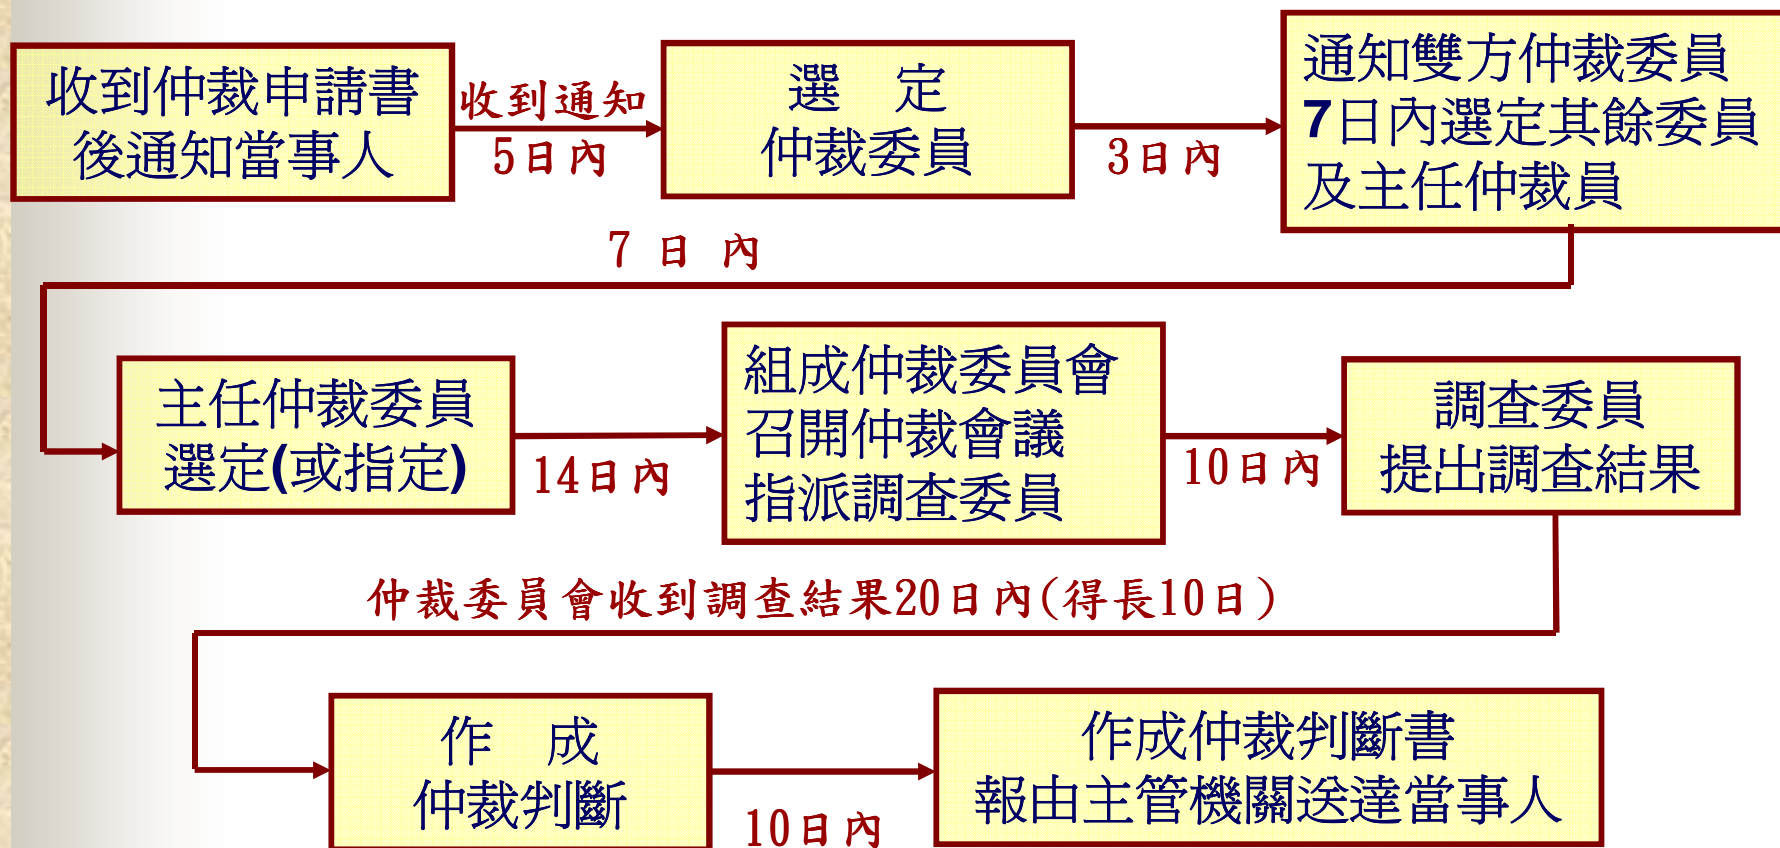 收到仲裁申請書
後通知當事人
收到通知
5日內
選 定
仲裁委員
3日內
通知雙方仲裁委員
7日內選定其餘委員
及主任仲裁員
7 日 內
主任仲裁委員
選定(或指定)
14日內
組成仲裁委員會
召開仲裁會議
指派調查委員
10日內
調查委員
提出調查結果
仲裁委員會收到調查結果20日內(得長10日)
作 成
仲裁判斷
10日內
作成仲裁判斷書
報由主管機關送達當事人